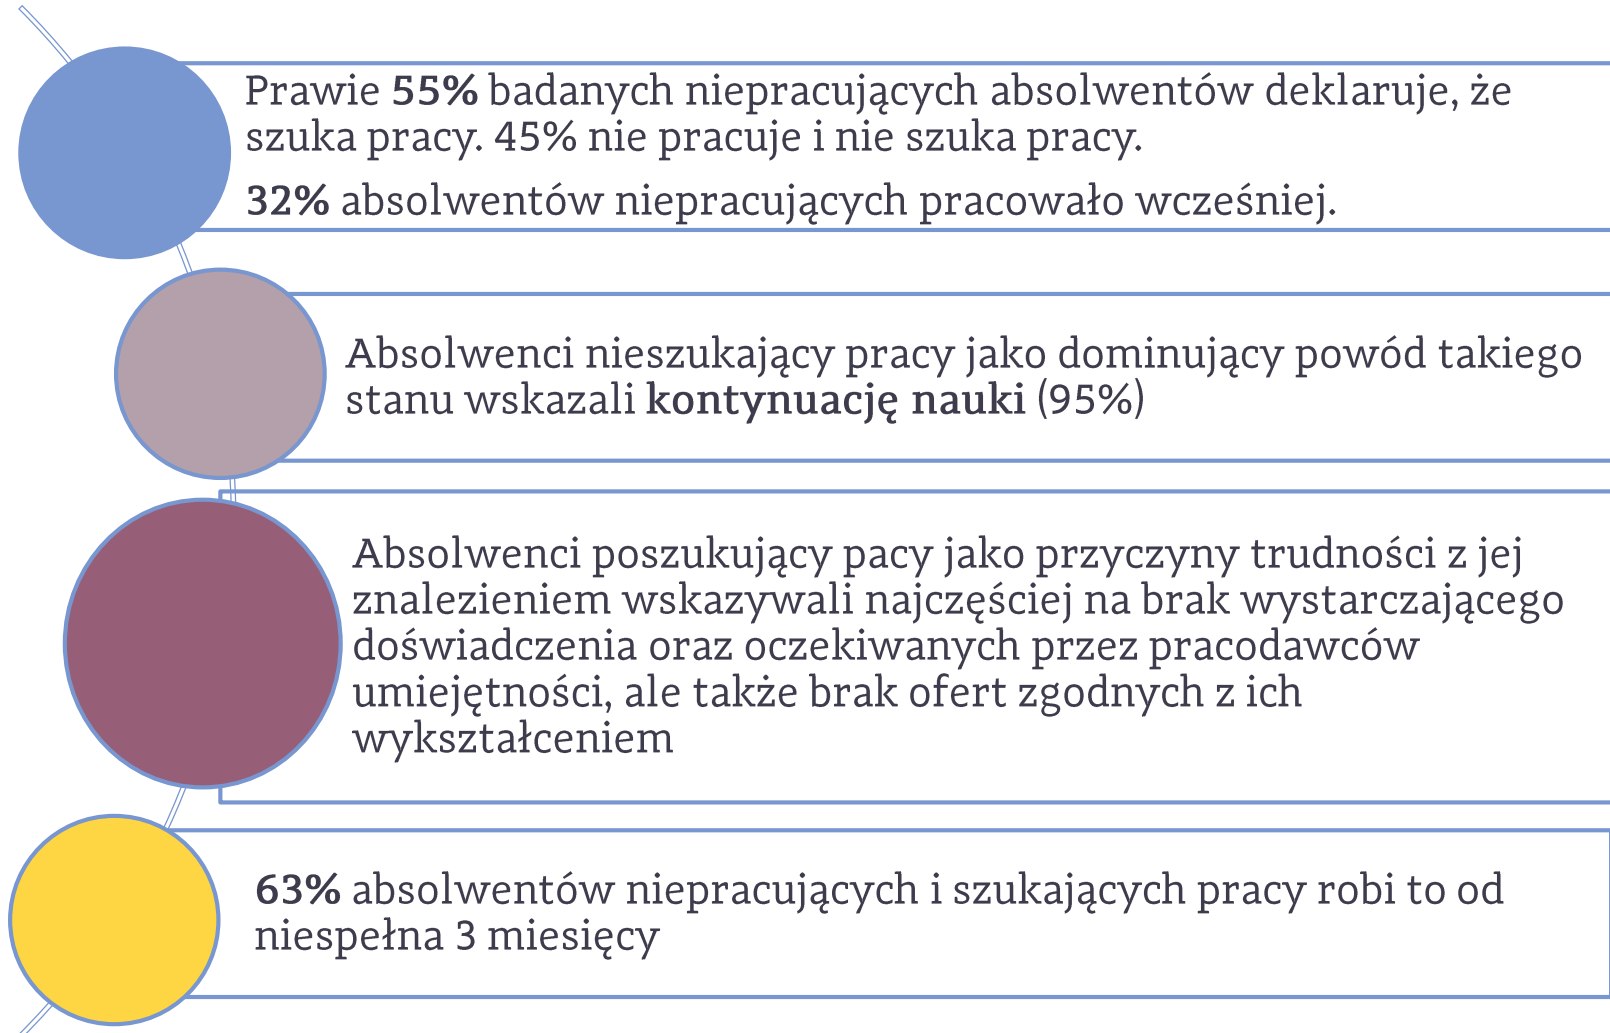 Prawie 55% badanych niepracujących absolwentów deklaruje, że
szuka pracy. 45% nie pracuje i nie szuka pracy.
32% absolwentów niepracujących pracowało wcześniej.
Absolwenci nieszukający pracy jako dominujący powód takiego
stanu wskazali kontynuację nauki (95%)
Absolwenci poszukujący pacy jako przyczyny trudności z jej
znalezieniem wskazywali najczęściej na brak wystarczającego
doświadczenia oraz oczekiwanych przez pracodawców
umiejętności, ale także brak ofert zgodnych z ich
wykształceniem
63% absolwentów niepracujących i szukających pracy robi to od
niespełna 3 miesięcy